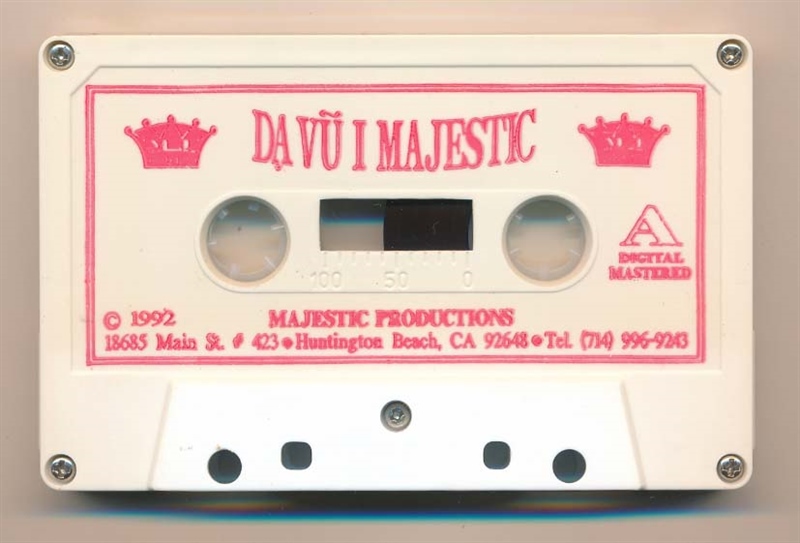 DẠ VŨ I MAJESTIC
A
DIGITAL
MASTERED
100 50 0
© 1992
MAJESTIC PRODUCTIONS
18685 Main St. # 423 • Huntington Beach, CA 92648 • Tel. (714) 996-9243